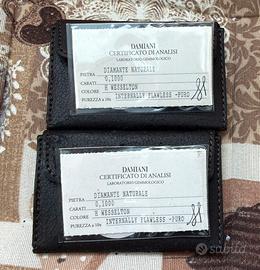 DAMIANI
CERTIFICATO DI ANALISI
LABORATORIO GEMMOLOGICO
PIETRA DIAMANTE NATURALE
CARATI 0,1000
COLORE H WESSELTON
PUREZZA a 10x INTERNALLY FLAWLESS -PURO
DAMIANI
CERTIFICATO DI ANALISI
LABORATORIO GEMMOLOGICO
PIETRA DIAMANTE NATURALE
CARATI 0,1000
COLORE H WESSELTON
PUREZZA a 10x INTERNALLY FLAWLESS -PURO
subito